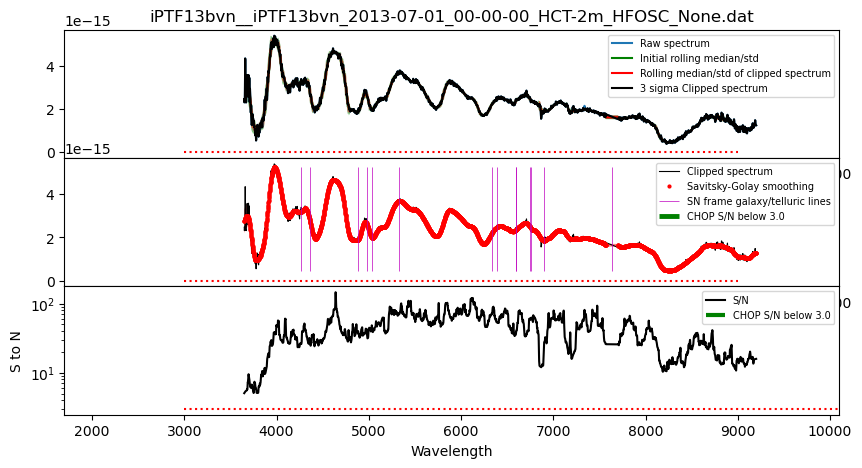 iPTF13bvn__iPTF13bvn_2013-07-01_00-00-00_HCT-2m_HFOSC_None.dat
1e−15
Raw spectrum
Initial rolling median/std
Rolling median/std of clipped spectrum
3 sigma Clipped spectrum
4
2
0
1e−15
Clipped spectrum
Savitsky-Golay smoothing
SN frame galaxy/telluric lines
CHOP S/N below 3.0
4
2
0
S/N
CHOP S/N below 3.0
10²
10¹
S to N
2000 3000 4000 5000 6000 7000 8000 9000 10000
Wavelength